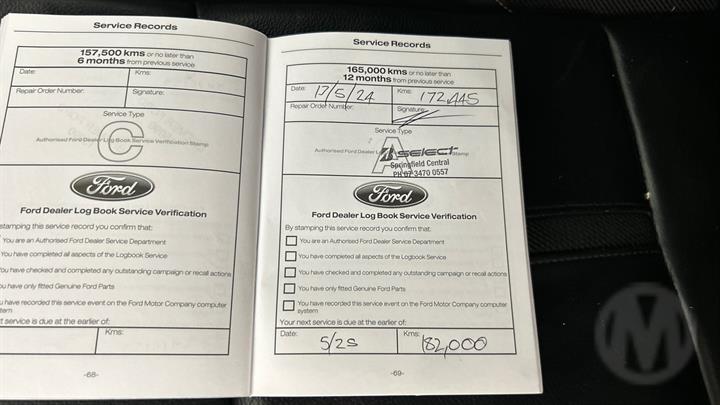 Service Records
157,500 kms or no later than
6 months from previous service
Date:
Kms:
Repair Order Number:
Signature:
Service Type
C
Authorised Ford Dealer Log Book Service Verification Stamp
Ford
Ford Dealer Log Book Service Verification
stamping this service record you confirm that:
You are an Authorised Ford Dealer Service Department
You have completed all aspects of the Logbook Service
You have checked and completed any outstanding campaign or recall actions
You have only fitted Genuine Ford Parts
u have recorded this service event on the Ford Motor Company computer
tem
t service is due at the earlier of:
Kms:
-68-
Service Records
165,000 kms or no later than
12 months from previous service
Date: 17/5/24
Kms: 172445
Repair Order Number:
Signature:
Service Type
A
Authorised Ford Dealer L
select
Stamp
Springfield Central
PH 07 3470 0557
Ford
Ford Dealer Log Book Service Verification
By stamping this service record you confirm that:
You are an Authorised Ford Dealer Service Department
You have completed all aspects of the Logbook Service
You have checked and completed any outstanding campaign or recall actions
You have only fitted Genuine Ford Parts
You have recorded this service event on the Ford Motor Company computer
system
Your next service is due at the earlier of:
Date: 5/25
Kms: 182,000
-69-
M